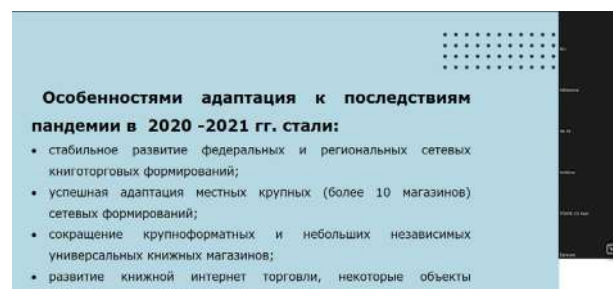 Особенностями адаптация к последствиям
пандемии в 2020 -2021 гг. стали:
• стабильное развитие федеральных и региональных сетевых
книготорговых формирований;
• успешная адаптация местных крупных (более 10 магазинов)
сетевых формирований;
• сокращение крупноформатных и небольших независимых
универсальных книжных магазинов;
• развитие книжной интернет торговли, некоторые объекты